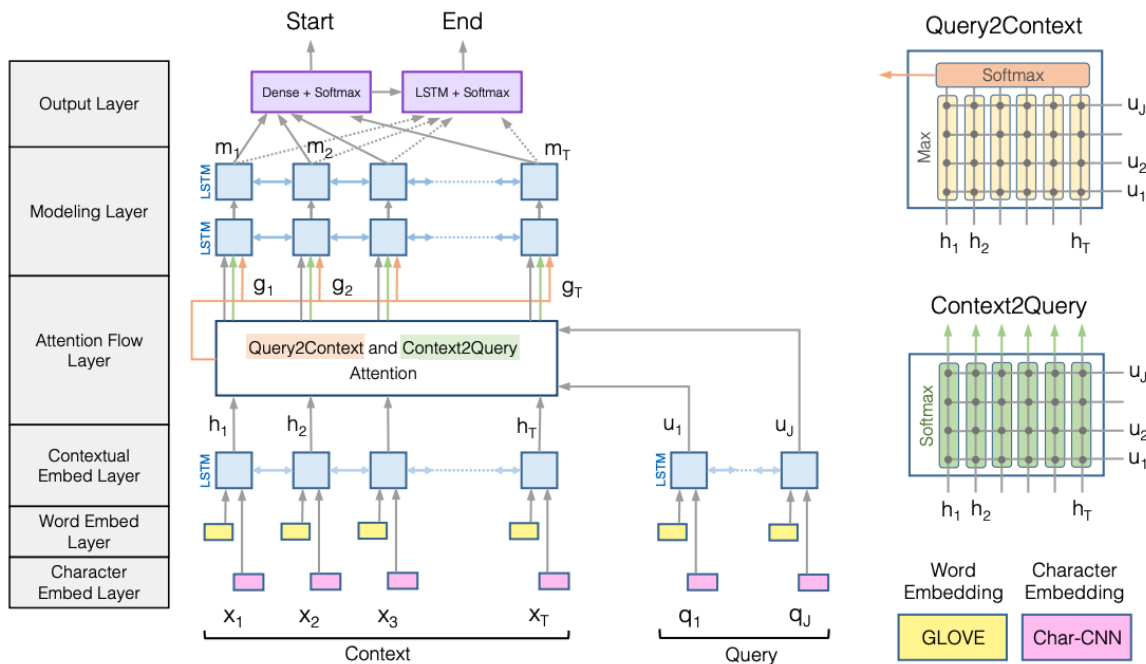 Start End
Output Layer
Dense + Softmax
LSTM + Softmax
m1 m2 mT
Modeling Layer
LSTM
LSTM
g1 g2 gT
Attention Flow
Layer
Query2Context and Context2Query
Attention
h1 h2 hT u1 uJ
Contextual
Embed Layer
LSTM
LSTM
Word Embed
Layer
Character
Embed Layer
x1 x2 x3 xT q1 qJ
Context Query
Query2Context
Softmax
Max
uJ
u2
u1
h1 h2 hT
Context2Query
Softmax
uJ
u2
u1
h1 h2 hT
Word
Embedding
GLOVE
Character
Embedding
Char-CNN